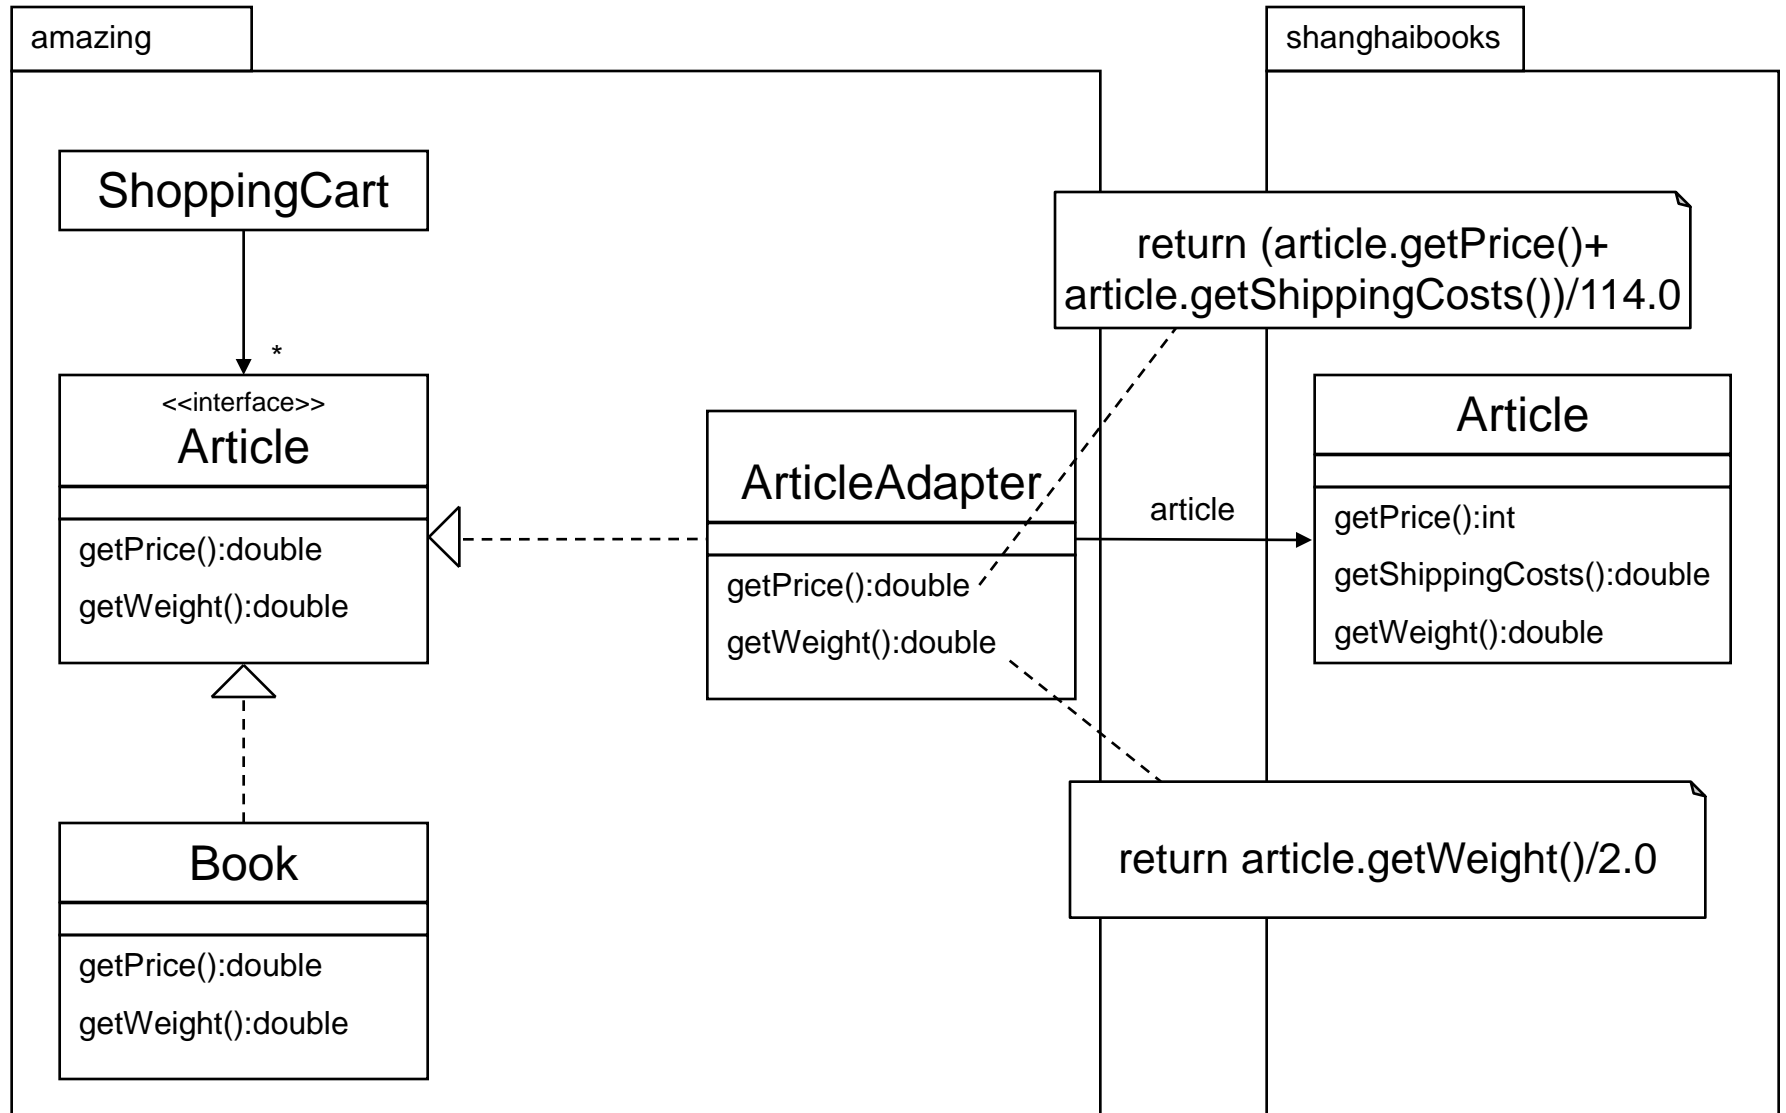 amazing
shanghaibooks
ShoppingCart
*
return (article.getPrice()+
article.getShippingCosts())/114.0
<<interface>>
Article
getPrice():double
getWeight():double
ArticleAdapter
getPrice():double
getWeight():double
article
Article
getPrice():int
getShippingCosts():double
getWeight():double
return article.getWeight()/2.0
Book
getPrice():double
getWeight():double